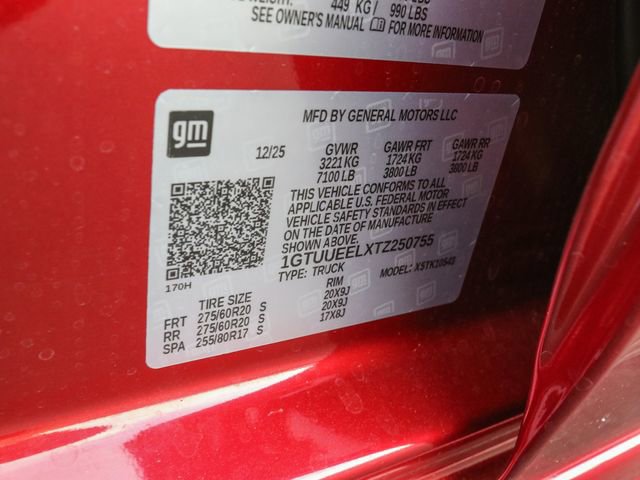 449 KG / 990 LBS
SEE OWNER'S MANUAL FOR MORE INFORMATION
gm
MFD BY GENERAL MOTORS LLC
12/25 GVWR GAWR FRT GAWR RR
3221 KG 1724 KG 1724 KG
7100 LB 3800 LB 3800 LB
THIS VEHICLE CONFORMS TO ALL
APPLICABLE U.S. FEDERAL MOTOR
VEHICLE SAFETY STANDARDS IN EFFECT
ON THE DATE OF MANUFACTURE
SHOWN ABOVE.
1GTUUEELXTZ250755
TYPE: TRUCK MODEL: X5TK10543
170H
TIRE SIZE RIM
FRT 275/60R20 S 20X9J
RR 275/60R20 S 20X9J
SPA 255/80R17 S 17X8J